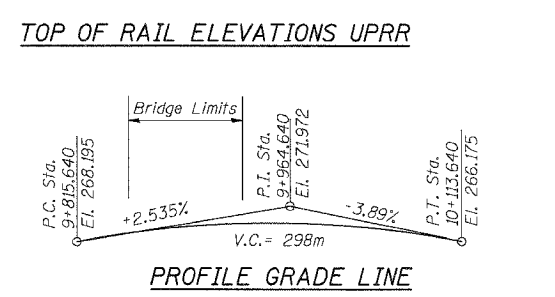 TOP OF RAIL ELEVATIONS UPRR
Bridge Limits
P.C. Sta.
9+815.640
El. 268.195
+2.535%
P.I. Sta.
9+964.640
El. 271.972
-3.89%
P.T. Sta.
10+113.640
El. 266.175
V.C.= 298m
PROFILE GRADE LINE